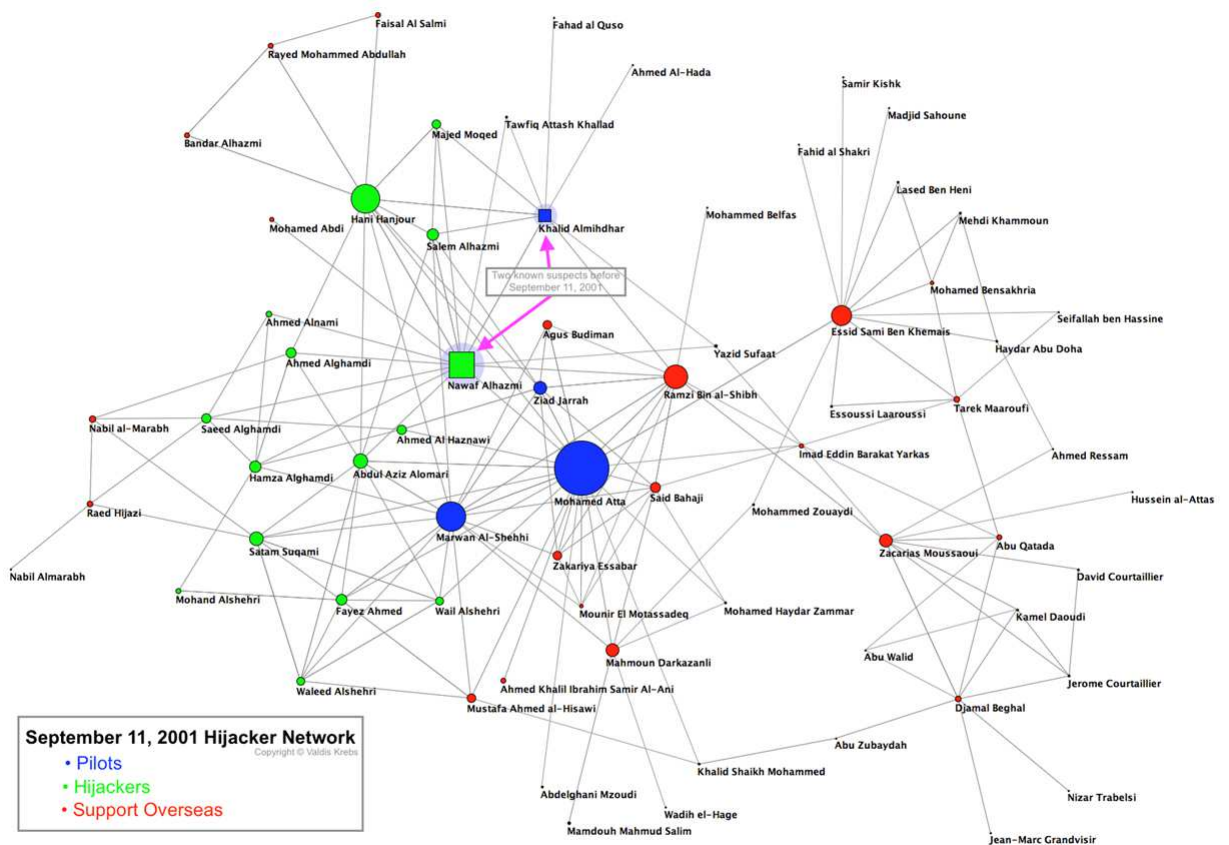 Faisal Al Salmi
Fahad al Quso
Rayed Mohammed Abdullah
Ahmed Al-Hada
Samir Kishk
Madjid Sahoune
Tawfiq Attash Khallad
Majed Moqed
Bandar Alhazmi
Fahid al Shakri
Lased Ben Heni
Hani Hanjour
Mohammed Belfas
Mehdi Khammoun
Mohamed Abdi
Khalid Almihdhar
Salem Alhazmi
Two known suspects before
September 11, 2001
Mohamed Bensakhria
Ahmed Alnami
Agus Budiman
Essid Sami Ben Khemais
Seifallah ben Hassine
Yazid Sufaat
Haydar Abu Doha
Ahmed Alghamdi
Nawaf Alhazmi
Ziad Jarrah
Ramzi Bin al-Shibh
Essoussi Laaroussi
Tarek Maaroufi
Nabil al-Marabh
Saeed Alghamdi
Ahmed Al Haznawi
Imad Eddin Barakat Yarkas
Ahmed Ressam
Hamza Alghamdi
Abdul Aziz Alomari
Mohamed Atta
Said Bahaji
Hussein al-Attas
Raed Hijazi
Mohammed Zouaydi
Marwan Al-Shehhi
Satam Suqami
Zacarias Moussaoui
Abu Qatada
Zakariya Essabar
Nabil Almarabh
David Courtaillier
Mohand Alshehri
Fayez Ahmed
Wail Alshehri
Mounir El Motassadeq
Mohamed Haydar Zammar
Kamel Daoudi
Abu Walid
Mahmoun Darkazanli
Jerome Courtaillier
Waleed Alshehri
Ahmed Khalil Ibrahim Samir Al-Ani
Mustafa Ahmed al-Hisawi
Djamal Beghal
Abu Zubaydah
Khalid Shaikh Mohammed
Abdelghani Mzoudi
Nizar Trabelsi
Wadih el-Hage
Mamdouh Mahmud Salim
Jean-Marc Grandvisir
September 11, 2001 Hijacker Network
Copyright © Valdis Krebs
• Pilots
• Hijackers
• Support Overseas